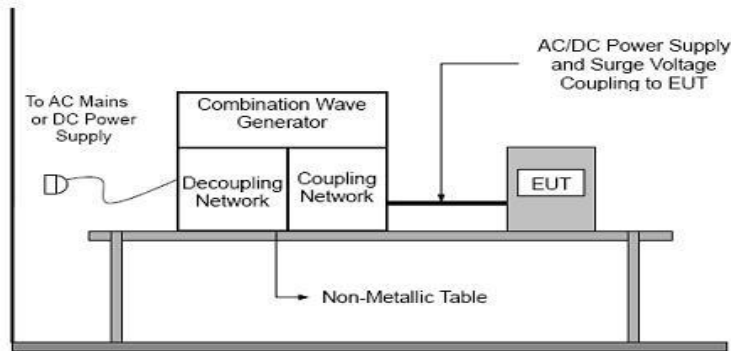 AC/DC Power Supply
and Surge Voltage
Coupling to EUT
To AC Mains
or DC Power
Supply
Combination Wave
Generator
Decoupling
Network
Coupling
Network
EUT
Non-Metallic Table